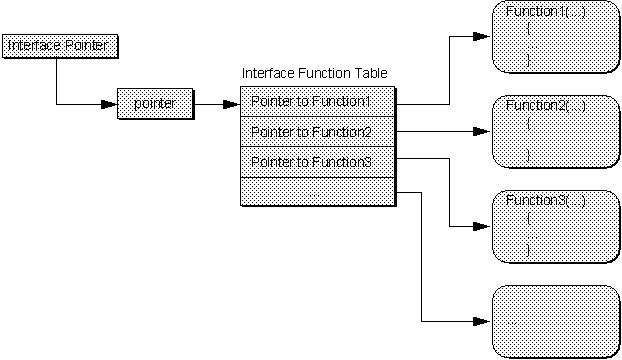 Interface Pointer
pointer
Interface Function Table
Pointer to Function1
Pointer to Function2
Pointer to Function3
...
Function1(...)
{
...
}
Function2(...)
{
...
}
Function3(...)
{
...
}
...